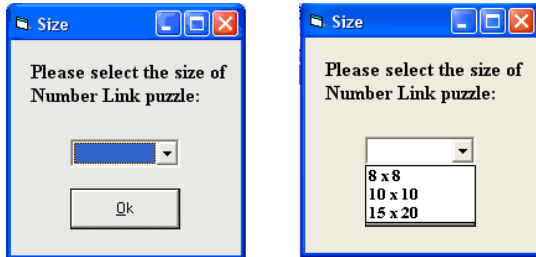 Size
Please select the size of
Number Link puzzle:
Ok
Size
Please select the size of
Number Link puzzle:
8 x 8
10 x 10
15 x 20